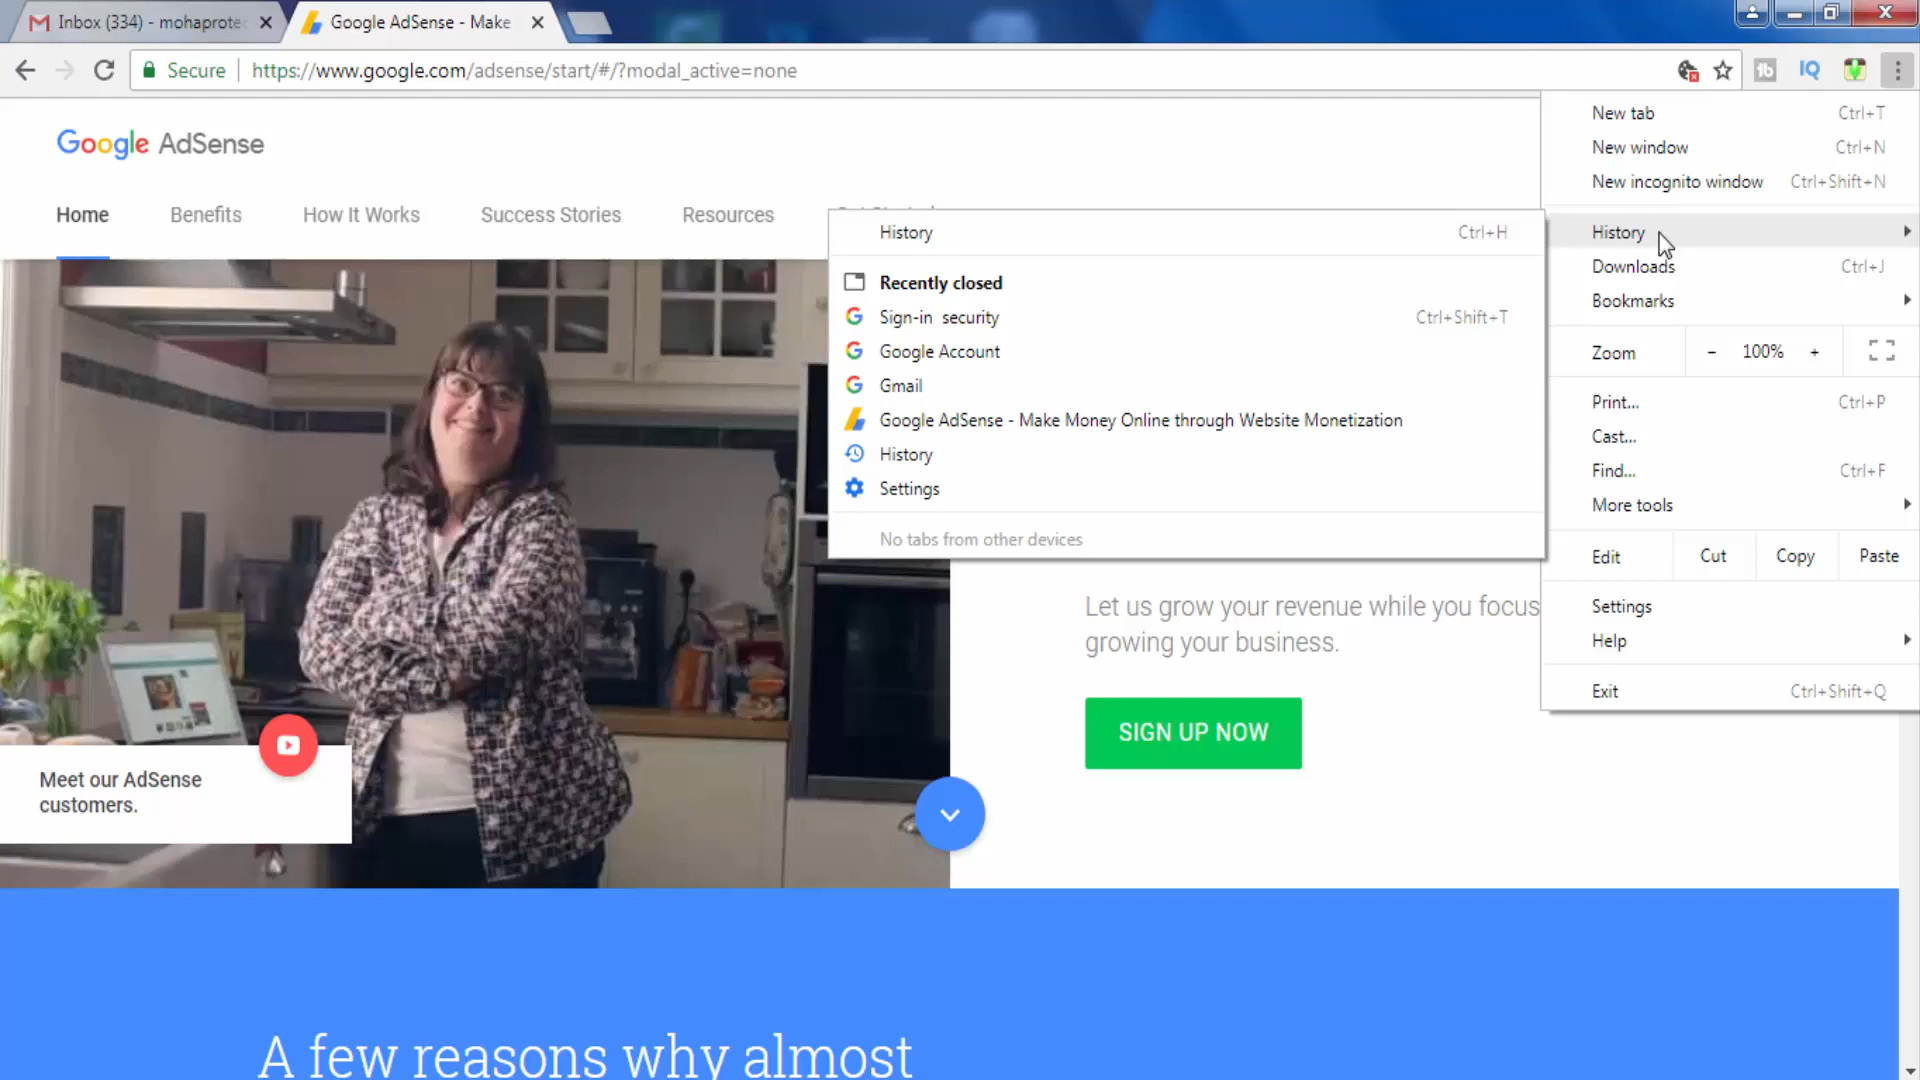 Inbox (334) - mohaprote
Google AdSense - Make
Secure
https://www.google.com/adsense/start/#/?modal_active=none
IQ
Google AdSense
Home
Benefits
How It Works
Success Stories
Resources
New tab Ctrl+T
New window Ctrl+N
New incognito window Ctrl+Shift+N
History
Downloads Ctrl+J
Bookmarks
Zoom - 100% +
Print... Ctrl+P
Cast...
Find... Ctrl+F
More tools
Edit Cut Copy Paste
Settings
Help
Exit Ctrl+Shift+Q
History Ctrl+H
Recently closed
Sign-in security Ctrl+Shift+T
Google Account
Gmail
Google AdSense - Make Money Online through Website Monetization
History
Settings
No tabs from other devices
Let us grow your revenue while you focus
growing your business.
SIGN UP NOW
Meet our AdSense
customers.
A few reasons why almost